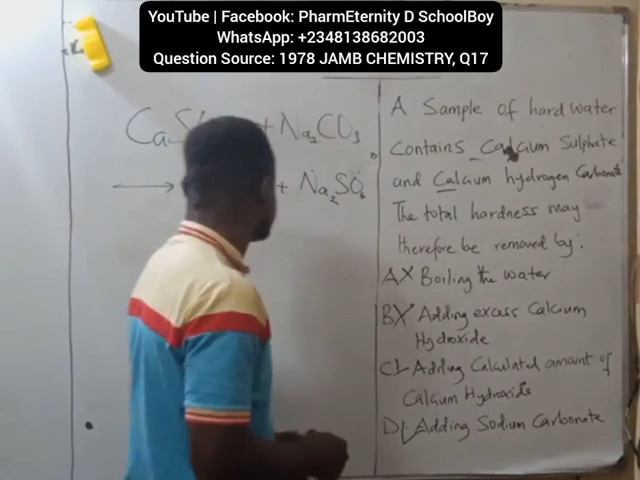 YouTube | Facebook: PharmEternity D SchoolBoy
WhatsApp: +2348138682003
Question Source: 1978 JAMB CHEMISTRY, Q17
CaS + Na₂CO₃
⟶ + Na₂SO₄
A Sample of hard water
Contains Calcium Sulphate
and Calcium hydrogen Carbonate
The total hardness may
therefore be removed by:
A Boiling the water
B Adding excess Calcium
Hydroxide
C Adding Calculated amount of
Calcium Hydroxide
D Adding Sodium Carbonate